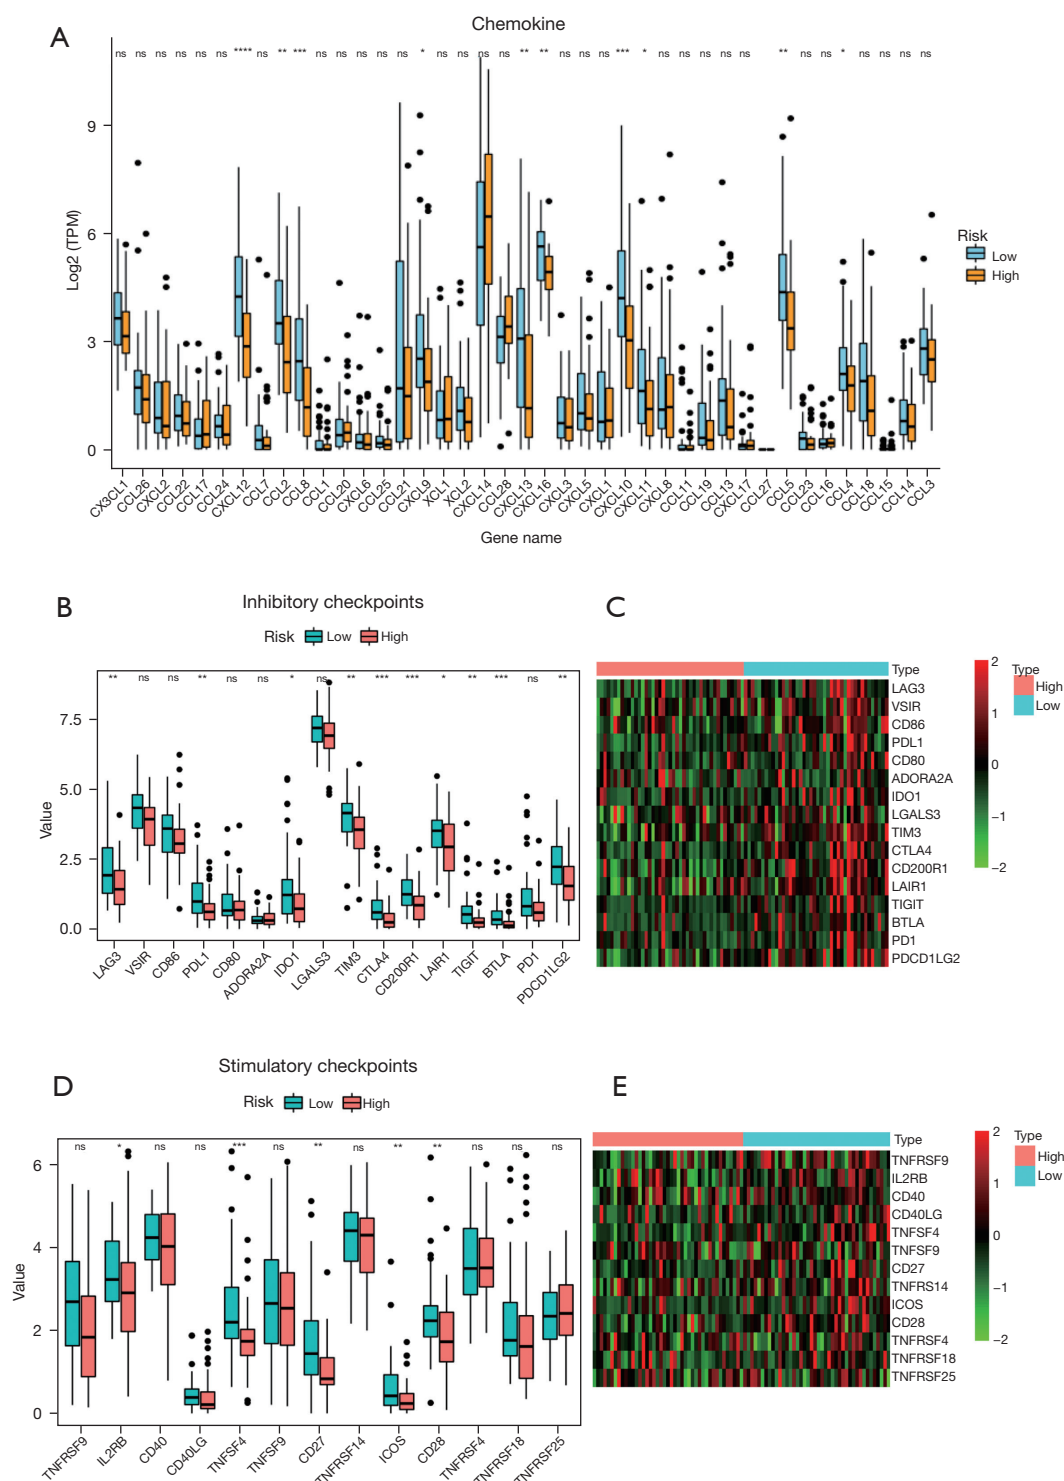 A
Chemokine
ns ns ns ns ns ns **** ns ** *** ns ns ns ns * ns ns ns ns ** ** ns ns ns *** * ns ns ns ns ns ** ns ns * ns ns ns ns
9
6
3
0
Log2 (TPM)
Risk
Low
High
CX3CL1 CCL26 CXCL2 CCL22 CCL17 CCL24 CXCL12 CCL7 CCL2 CCL8 CCL1 CCL20 CXCL6 CCL25 CCL21 CXCL9 XCL1 XCL2 CXCL14 CCL28 CXCL13 CXCL16 CXCL3 CXCL5 CXCL1 CXCL10 CXCL11 CXCL8 CCL11 CCL19 CCL13 CXCL17 CCL27 CCL5 CCL23 CCL16 CCL4 CCL18 CCL15 CCL14 CCL3
Gene name
B
Inhibitory checkpoints
Risk Low High
** ns ns ** ns ns * ns ** *** *** * ** *** ns **
7.5
5.0
2.5
0.0
Value
LAG3 VSIR CD86 PDL1 CD80 ADORA2A IDO1 LGALS3 TIM3 CTLA4 CD200R1 LAIR1 TIGIT BTLA PD1 PDCD1LG2
C
Type
LAG3
VSIR
CD86
PDL1
CD80
ADORA2A
IDO1
LGALS3
TIM3
CTLA4
CD200R1
LAIR1
TIGIT
BTLA
PD1
PDCD1LG2
2
1
0
−1
−2
Type
High
Low
D
Stimulatory checkpoints
Risk Low High
ns * ns ns *** ns ** ns ** ** ns ns ns
6
4
2
0
Value
TNFRSF9 IL2RB CD40 CD40LG TNFSF4 TNFSF9 CD27 TNFRSF14 ICOS CD28 TNFRSF4 TNFRSF18 TNFRSF25
E
Type
TNFRSF9
IL2RB
CD40
CD40LG
TNFSF4
TNFSF9
CD27
TNFRS14
ICOS
CD28
TNFRSF4
TNFRSF18
TNFRSF25
2
1
0
−1
−2
Type
High
Low